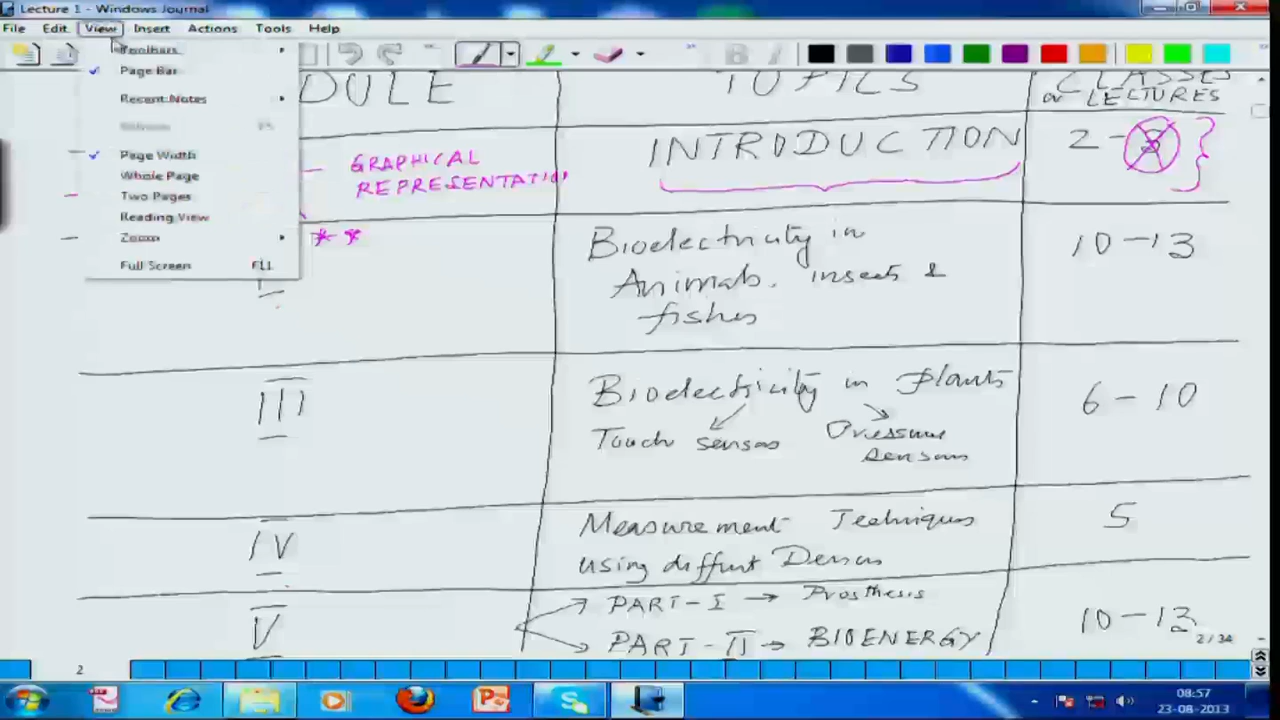 Lecture 1 - Windows Journal
File Edit View Insert Actions Tools Help
Toolbars
Page Bar
Recent Notes
Page Width
Whole Page
Two Pages
Reading View
Zoom
Full Screen F11
DULE TOPICS CLASSES
or LECTURES
GRAPHICAL
REPRESENTATION
INTRODUCTION 2-3
** Bioelectricity in
Animals, insects &
fishes
10-13
III Bioelectricity in Plants
Touch sensors Pressure
sensors
6-10
IV Measurement Techniques
using
5
V PART-I → Prosthesis
PART-II → BIOENERGY
10-12
2/34
2
08:57
23-08-2013